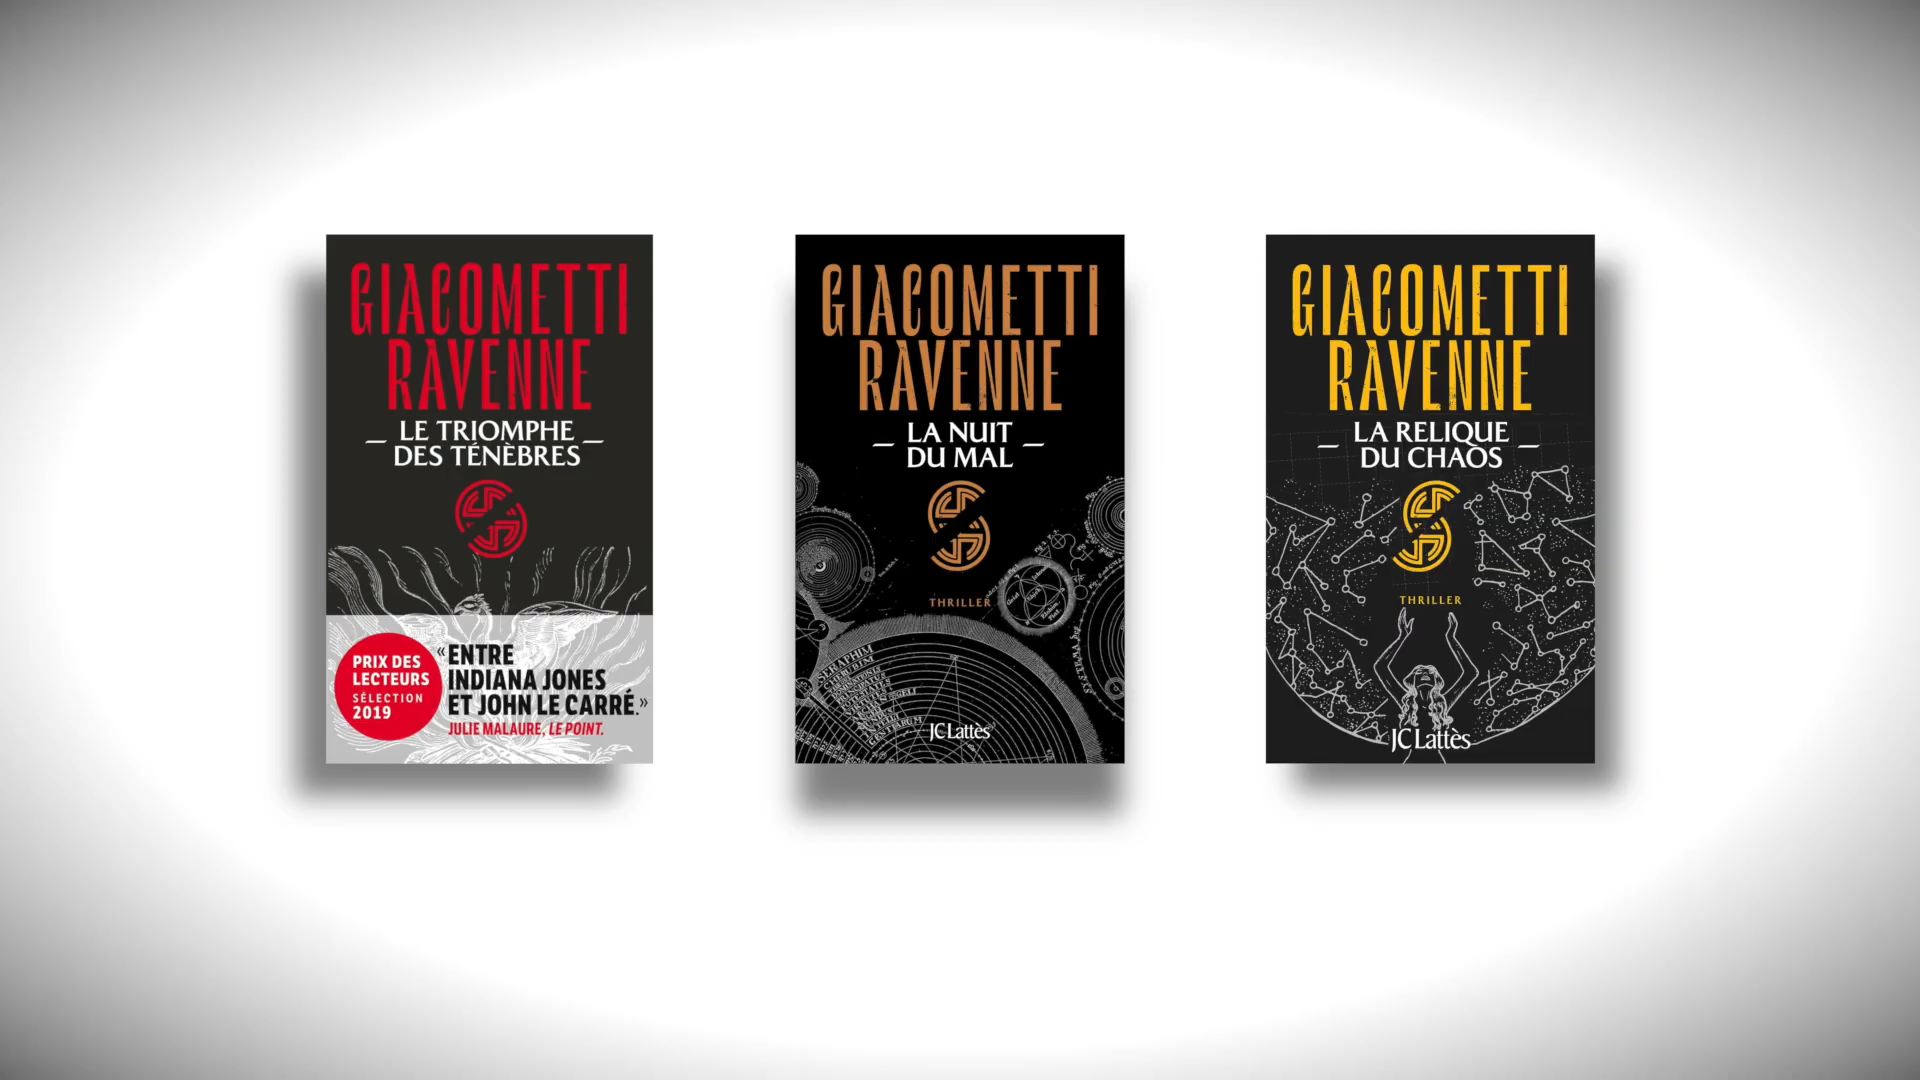 GIACOMETTI
RAVENNE
LE TRIOMPHE
DES TÉNÈBRES
PRIX DES
LECTEURS
SÉLECTION
2019
«ENTRE
INDIANA JONES
ET JOHN LE CARRÉ.»
JULIE MALAURE, LE POINT.
GIACOMETTI
RAVENNE
LA NUIT
DU MAL
THRILLER
SERAPHIM
JC Lattès
GIACOMETTI
RAVENNE
LA RELIQUE
DU CHAOS
THRILLER
JC Lattès